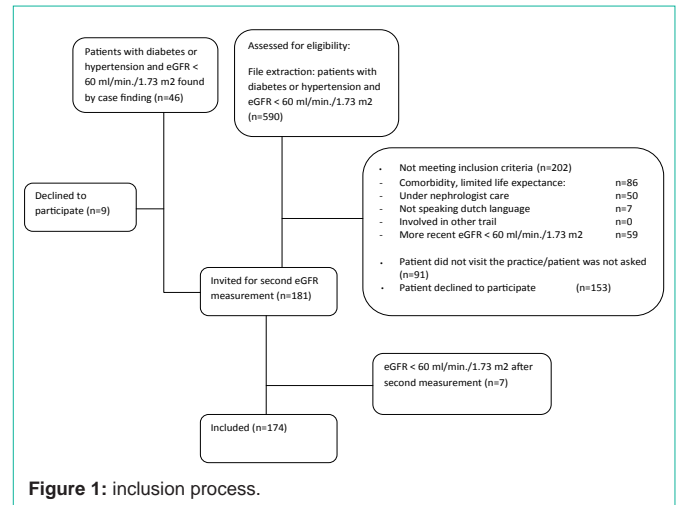 Patients with diabetes or
hypertension and eGFR <
60 ml/min./1.73 m2 found
by case finding (n=46)
Assessed for eligibility:
File extraction: patients with
diabetes or hypertension and
eGFR < 60 ml/min./1.73 m2
(n=590)
Declined to
participate (n=9)
· Not meeting inclusion criteria (n=202)
- Comorbidity, limited life expectance: n=86
- Under nephrologist care n=50
- Not speaking dutch language n=7
- Involved in other trail n=0
- More recent eGFR < 60 ml/min./1.73 m2 n=59
· Patient did not visit the practice/patient was not asked
(n=91)
· Patient declined to participate (n=153)
Invited for second eGFR
measurement (n=181)
eGFR < 60 ml/min./1.73 m2 after
second measurement (n=7)
Included (n=174)
Figure 1: inclusion process.